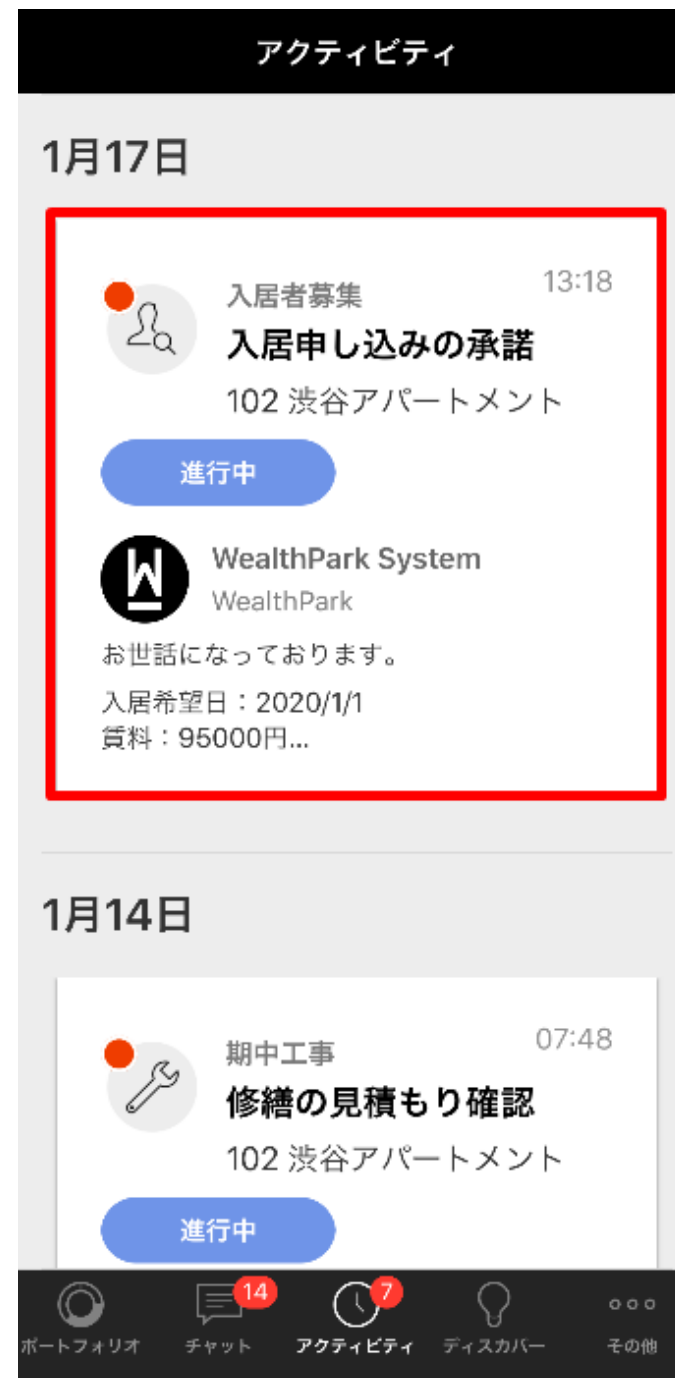 アクティビティ
1月17日
13:18
入居者募集
入居申し込みの承諾
102 渋谷アパートメント
進行中
WealthPark System
WealthPark
お世話になっております。
入居希望日：2020/1/1
賃料：95000円...
1月14日
07:48
期中工事
修繕の見積もり確認
102 渋谷アパートメント
進行中
14
7
ポートフォリオ
チャット
アクティビティ
ディスカバー
その他